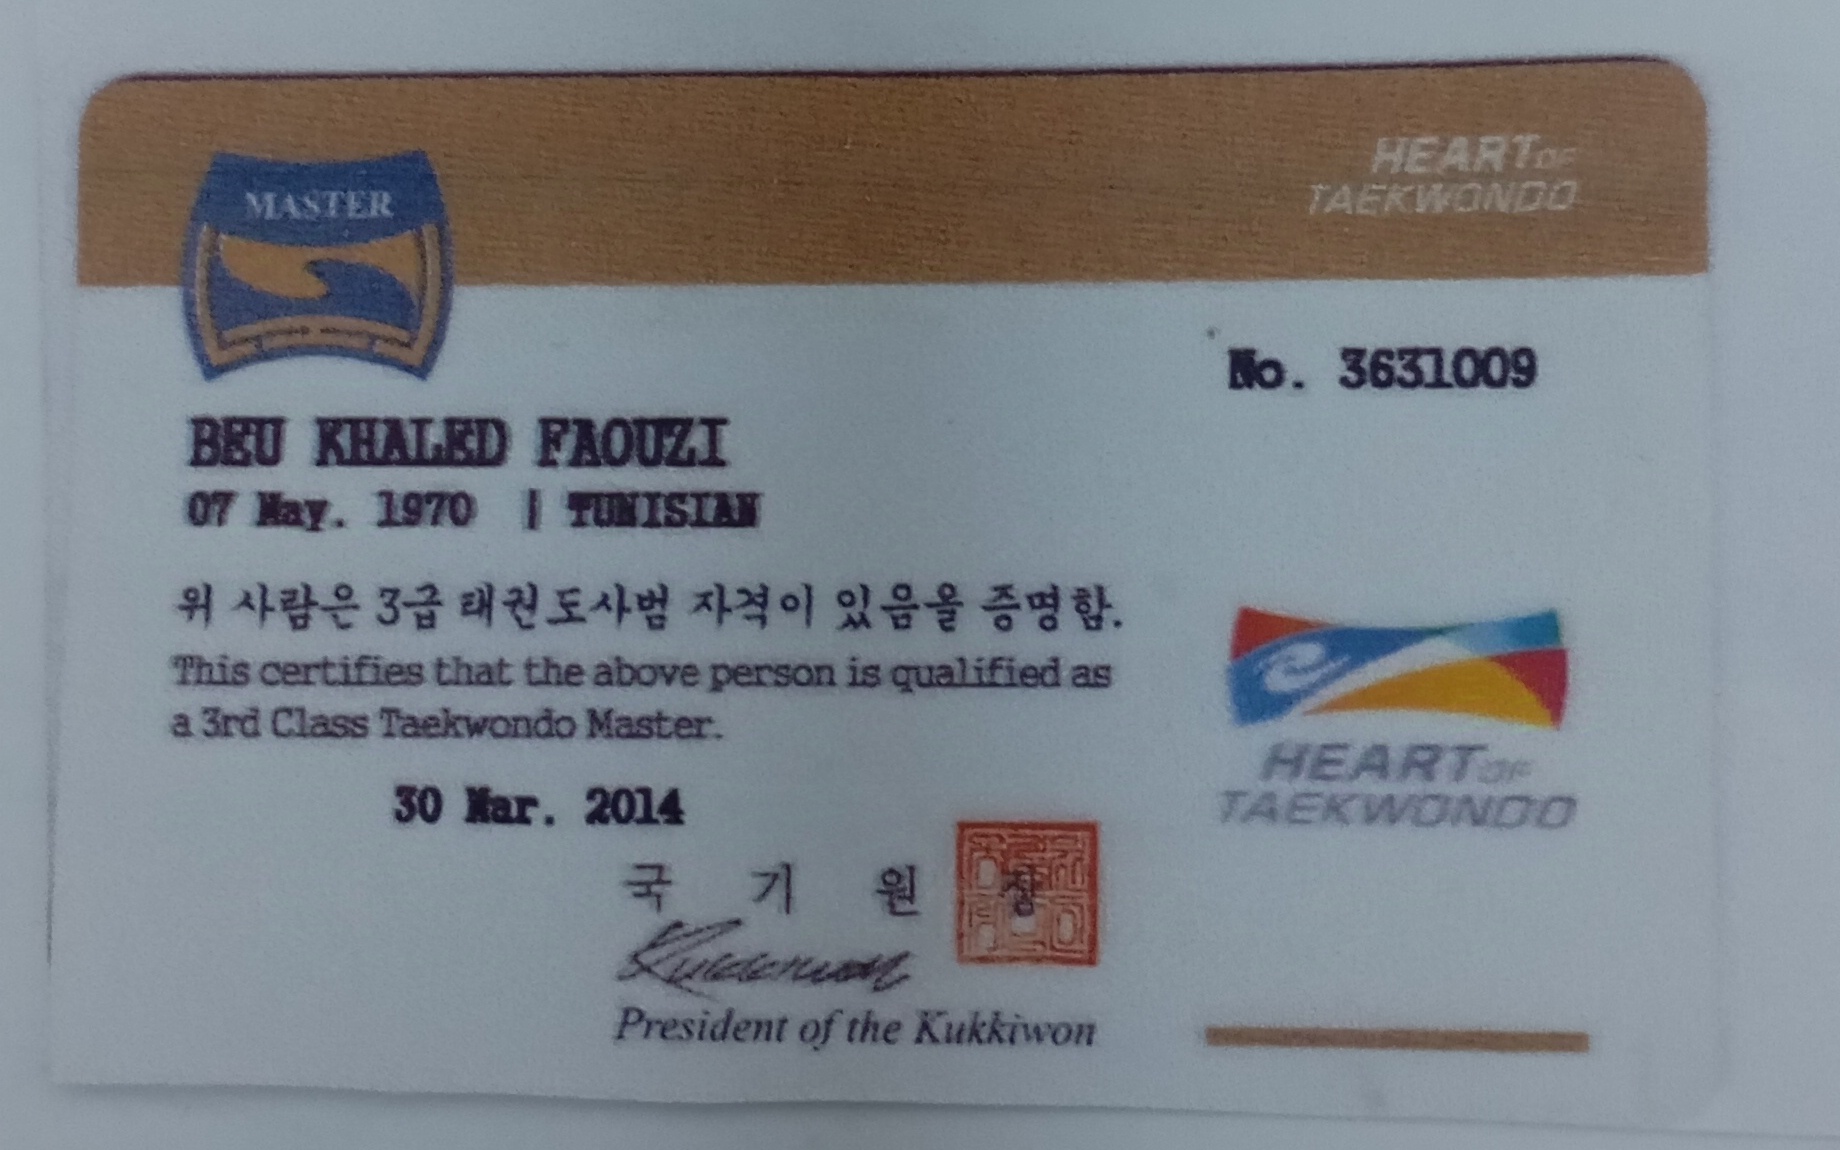 MASTER
HEART OF
TAEKWONDO
No. 3631009
BEU KHALED FAOUZI
07 May. 1970 | TUNISIAN
위 사람은 3급 태권도사범 자격이 있음을 증명함.
This certifies that the above person is qualified as
a 3rd Class Taekwondo Master.
HEART OF
TAEKWONDO
30 Mar. 2014
국 기 원 장
Kukkiwon
President of the Kukkiwon